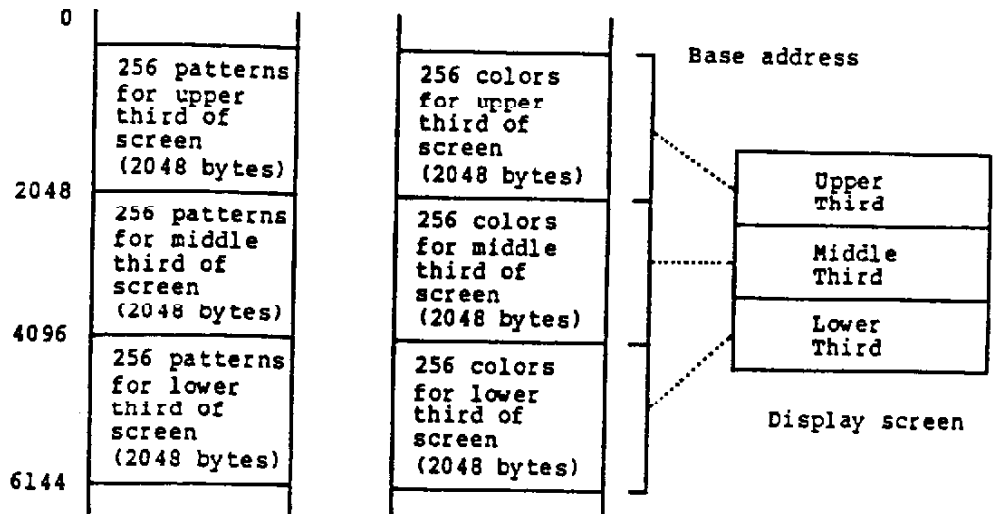 0
Base address
256 patterns
for upper
third of
screen
(2048 bytes)
256 colors
for upper
third of
screen
(2048 bytes)
Upper
Third
2048
256 patterns
for middle
third of
screen
(2048 bytes)
256 colors
for middle
third of
screen
(2048 bytes)
Middle
Third
4096
256 patterns
for lower
third of
screen
(2048 bytes)
256 colors
for lower
third of
screen
(2048 bytes)
Lower
Third
Display screen
6144